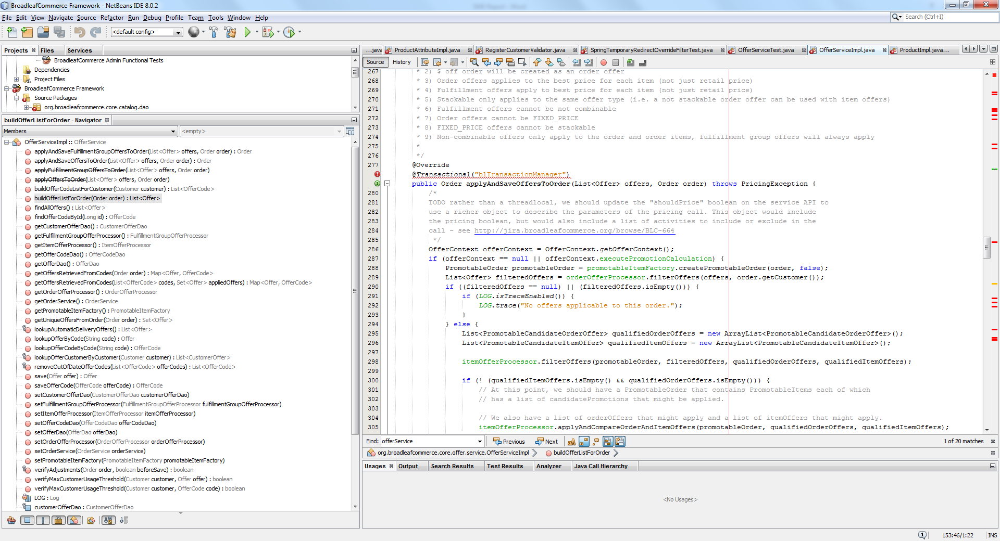 BroadleafCommerce Framework - NetBeans IDE 8.0.2
File Edit View Navigate Source Refactor Run Debug Profile Team Tools Window Help
Search (Ctrl+I)
<default config>
Projects Files Services
BroadleafCommerce Admin Functional Tests
Dependencies
Project Files
BroadleafCommerce Framework
Source Packages
org.broadleafcommerce.core.catalog.dao
buildOfferListForOrder - Navigator
Members <empty>
OfferServiceImpl :: OfferService
applyAndSaveFulfillmentGroupOffersToOrder(List<Offer> offers, Order order) : Order
applyAndSaveOffersToOrder(List<Offer> offers, Order order) : Order
applyFulfillmentGroupOffersToOrder(List<Offer> offers, Order order)
applyOffersToOrder(List<Offer> offers, Order order)
buildOfferCodeListForCustomer(Customer customer) : List<OfferCode>
buildOfferListForOrder(Order order) : List<Offer>
findAllOffers() : List<Offer>
findOfferCodeById(Long id) : OfferCode
getCustomerOfferDao() : CustomerOfferDao
getFulfillmentGroupOfferProcessor() : FulfillmentGroupOfferProcessor
getItemOfferProcessor() : ItemOfferProcessor
getOfferCodeDao() : OfferCodeDao
getOfferDao() : OfferDao
getOffersRetrievedFromCodes(Order order) : Map<Offer, OfferCode>
getOffersRetrievedFromCodes(List<OfferCode> codes, Set<Offer> appliedOffers) : Map<Offer, OfferCode>
getOrderOfferProcessor() : OrderOfferProcessor
getOrderService() : OrderService
getPromotableItemFactory() : PromotableItemFactory
getUniqueOffersFromOrder(Order order) : Set<Offer>
lookupAutomaticDeliveryOffers() : List<Offer>
lookupOfferByCode(String code) : Offer
lookupOfferCodeByCode(String code) : OfferCode
lookupOfferCustomerByCustomer(Customer customer) : List<CustomerOffer>
removeOutOfDateOfferCodes(List<OfferCode> offerCodes) : List<OfferCode>
save(Offer offer) : Offer
saveOfferCode(OfferCode offerCode) : OfferCode
setCustomerOfferDao(CustomerOfferDao customerOfferDao)
setFulfillmentGroupOfferProcessor(FulfillmentGroupOfferProcessor fulfillmentGroupOfferProcessor)
setItemOfferProcessor(ItemOfferProcessor itemOfferProcessor)
setOfferCodeDao(OfferCodeDao offerCodeDao)
setOfferDao(OfferDao offerDao)
setOrderOfferProcessor(OrderOfferProcessor orderOfferProcessor)
setOrderService(OrderService orderService)
setPromotableItemFactory(PromotableItemFactory promotableItemFactory)
verifyAdjustments(Order order, boolean beforeSave) : boolean
verifyMaxCustomerUsageThreshold(Customer customer, Offer offer) : boolean
verifyMaxCustomerUsageThreshold(Customer customer, OfferCode code) : boolean
LOG : Log
customerOfferDao : CustomerOfferDao
...java ProductAttributeImpl.java RegisterCustomerValidator.java SpringTemporaryRedirectOverrideFilterTest.java OfferServiceTest.java OfferServiceImpl.java ProductImpl.java...
Source History
267 * 2) $ off order will be created as an order offer
268 * 3) Order offers applies to the best price for each item (not just retail price)
269 * 4) Fulfillment offers apply to best price for each item (not just retail price)
270 * 5) Stackable only applies to the same offer type (i.e. a not stackable order offer can be used with item offers)
271 * 6) Fulfillment offers cannot be not combinable
272 * 7) Order offers cannot be FIXED_PRICE
273 * 8) FIXED_PRICE offers cannot be stackable
274 * 9) Non-combinable offers only apply to the order and order items, fulfillment group offers will always apply
275 *
276 */
277 @Override
@Transactional("blTransactionManager")
public Order applyAndSaveOffersToOrder(List<Offer> offers, Order order) throws PricingException {
280 /*
281 TODO rather than a threadlocal, we should update the "shouldPrice" boolean on the service API to
282 use a richer object to describe the parameters of the pricing call. This object would include
283 the pricing boolean, but would also include a list of activities to include or exclude in the
284 call - see http://jira.broadleafcommerce.org/browse/BLC-664
285 */
286 OfferContext offerContext = OfferContext.getOfferContext();
287 if (offerContext == null || offerContext.executePromotionCalculation) {
288 PromotableOrder promotableOrder = promotableItemFactory.createPromotableOrder(order, false);
289 List<Offer> filteredOffers = orderOfferProcessor.filterOffers(offers, order.getCustomer());
290 if ((filteredOffers == null) || (filteredOffers.isEmpty())) {
291 if (LOG.isTraceEnabled()) {
292 LOG.trace("No offers applicable to this order.");
293 }
294 } else {
295 List<PromotableCandidateOrderOffer> qualifiedOrderOffers = new ArrayList<PromotableCandidateOrderOffer>();
296 List<PromotableCandidateItemOffer> qualifiedItemOffers = new ArrayList<PromotableCandidateItemOffer>();
297
298 itemOfferProcessor.filterOffers(promotableOrder, filteredOffers, qualifiedOrderOffers, qualifiedItemOffers);
299
300 if (! (qualifiedItemOffers.isEmpty() && qualifiedOrderOffers.isEmpty())) {
301 // At this point, we should have a PromotableOrder that contains PromotableItems each of which
302 // has a list of candidatePromotions that might be applied.
303
304 // We also have a list of orderOffers that might apply and a list of itemOffers that might apply.
305 itemOfferProcessor.applyAndCompareOrderAndItemOffers(promotableOrder, qualifiedOrderOffers, qualifiedItemOffers);
Find: offerService Previous Next 1 of 20 matches
org.broadleafcommerce.core.offer.service.OfferServiceImpl buildOfferListForOrder
Usages Output Search Results Test Results Analyzer Java Call Hierarchy
<No Usages>
1 153:46/1:22 INS